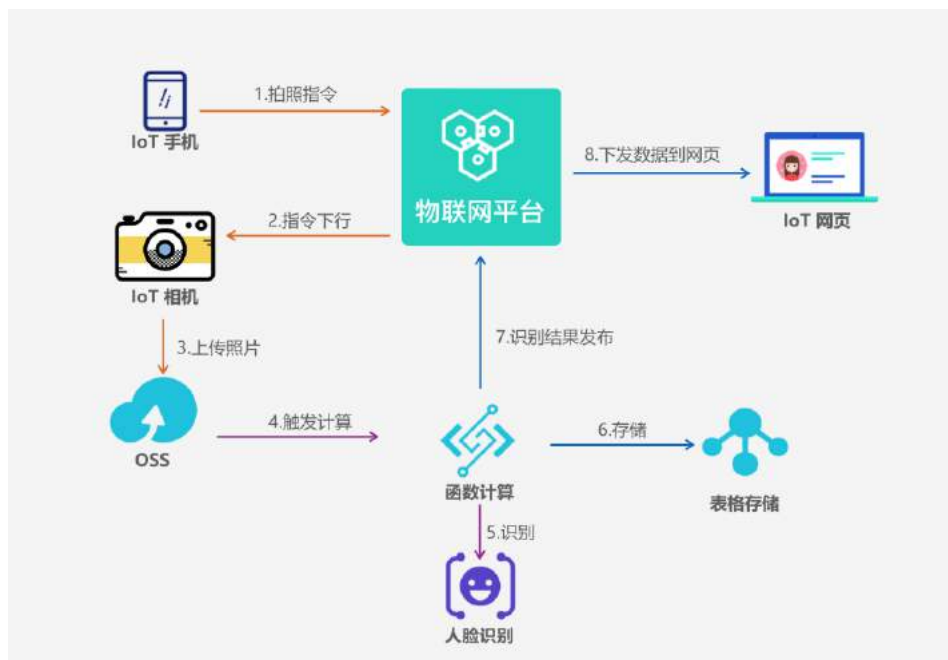 1.拍照指令
IoT 手机
8.下发数据到网页
物联网平台
2.指令下行
IoT 网页
IoT 相机
7.识别结果发布
3.上传照片
4.触发计算
6.存储
OSS
函数计算
表格存储
5.识别
人脸识别